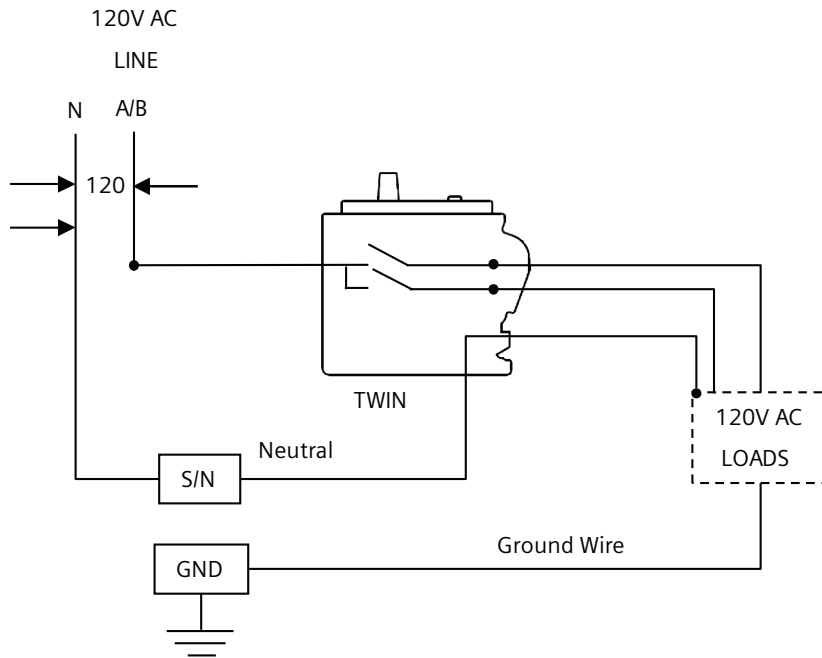 120V AC
LINE
N
A/B
120
TWIN
120V AC
LOADS
Neutral
S/N
Ground Wire
GND